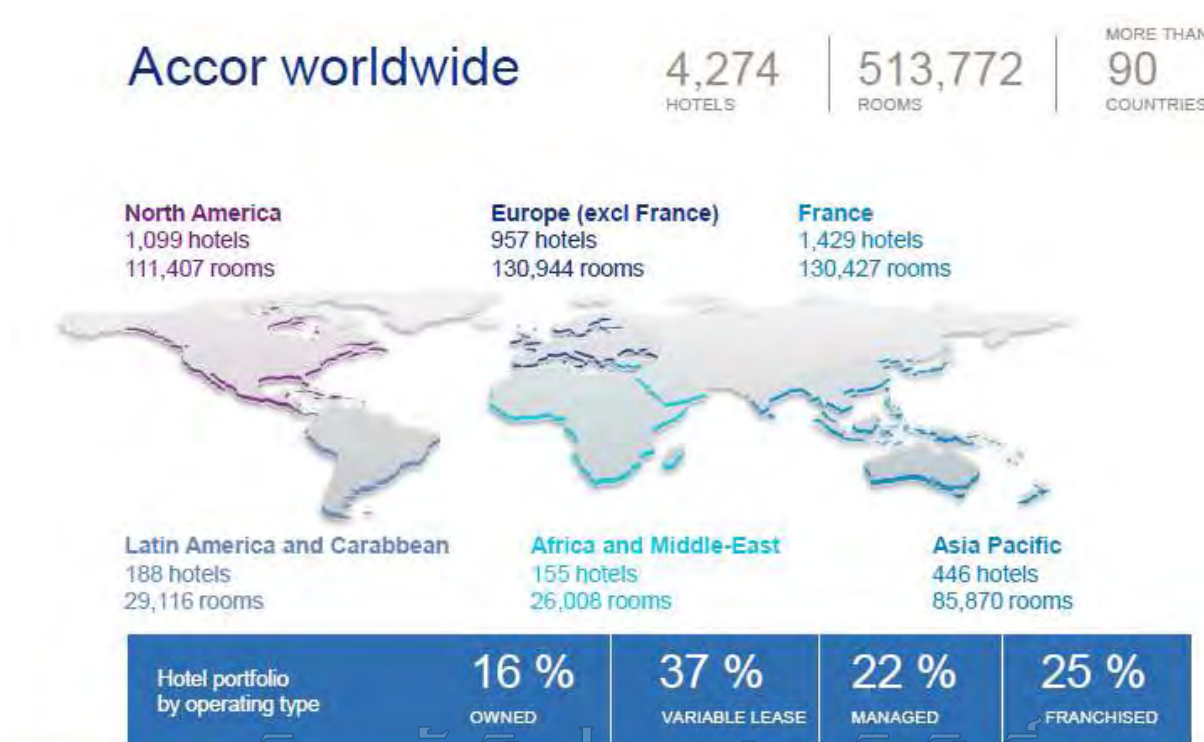 Accor worldwide
4,274
HOTELS
513,772
ROOMS
MORE THAN
90
COUNTRIES
North America
1,099 hotels
111,407 rooms
Europe (excl France)
957 hotels
130,944 rooms
France
1,429 hotels
130,427 rooms
Latin America and Carabbean
188 hotels
29,116 rooms
Africa and Middle-East
155 hotels
26,008 rooms
Asia Pacific
446 hotels
85,870 rooms
Hotel portfolio
by operating type
16 %
OWNED
37 %
VARIABLE LEASE
22 %
MANAGED
25 %
FRANCHISED